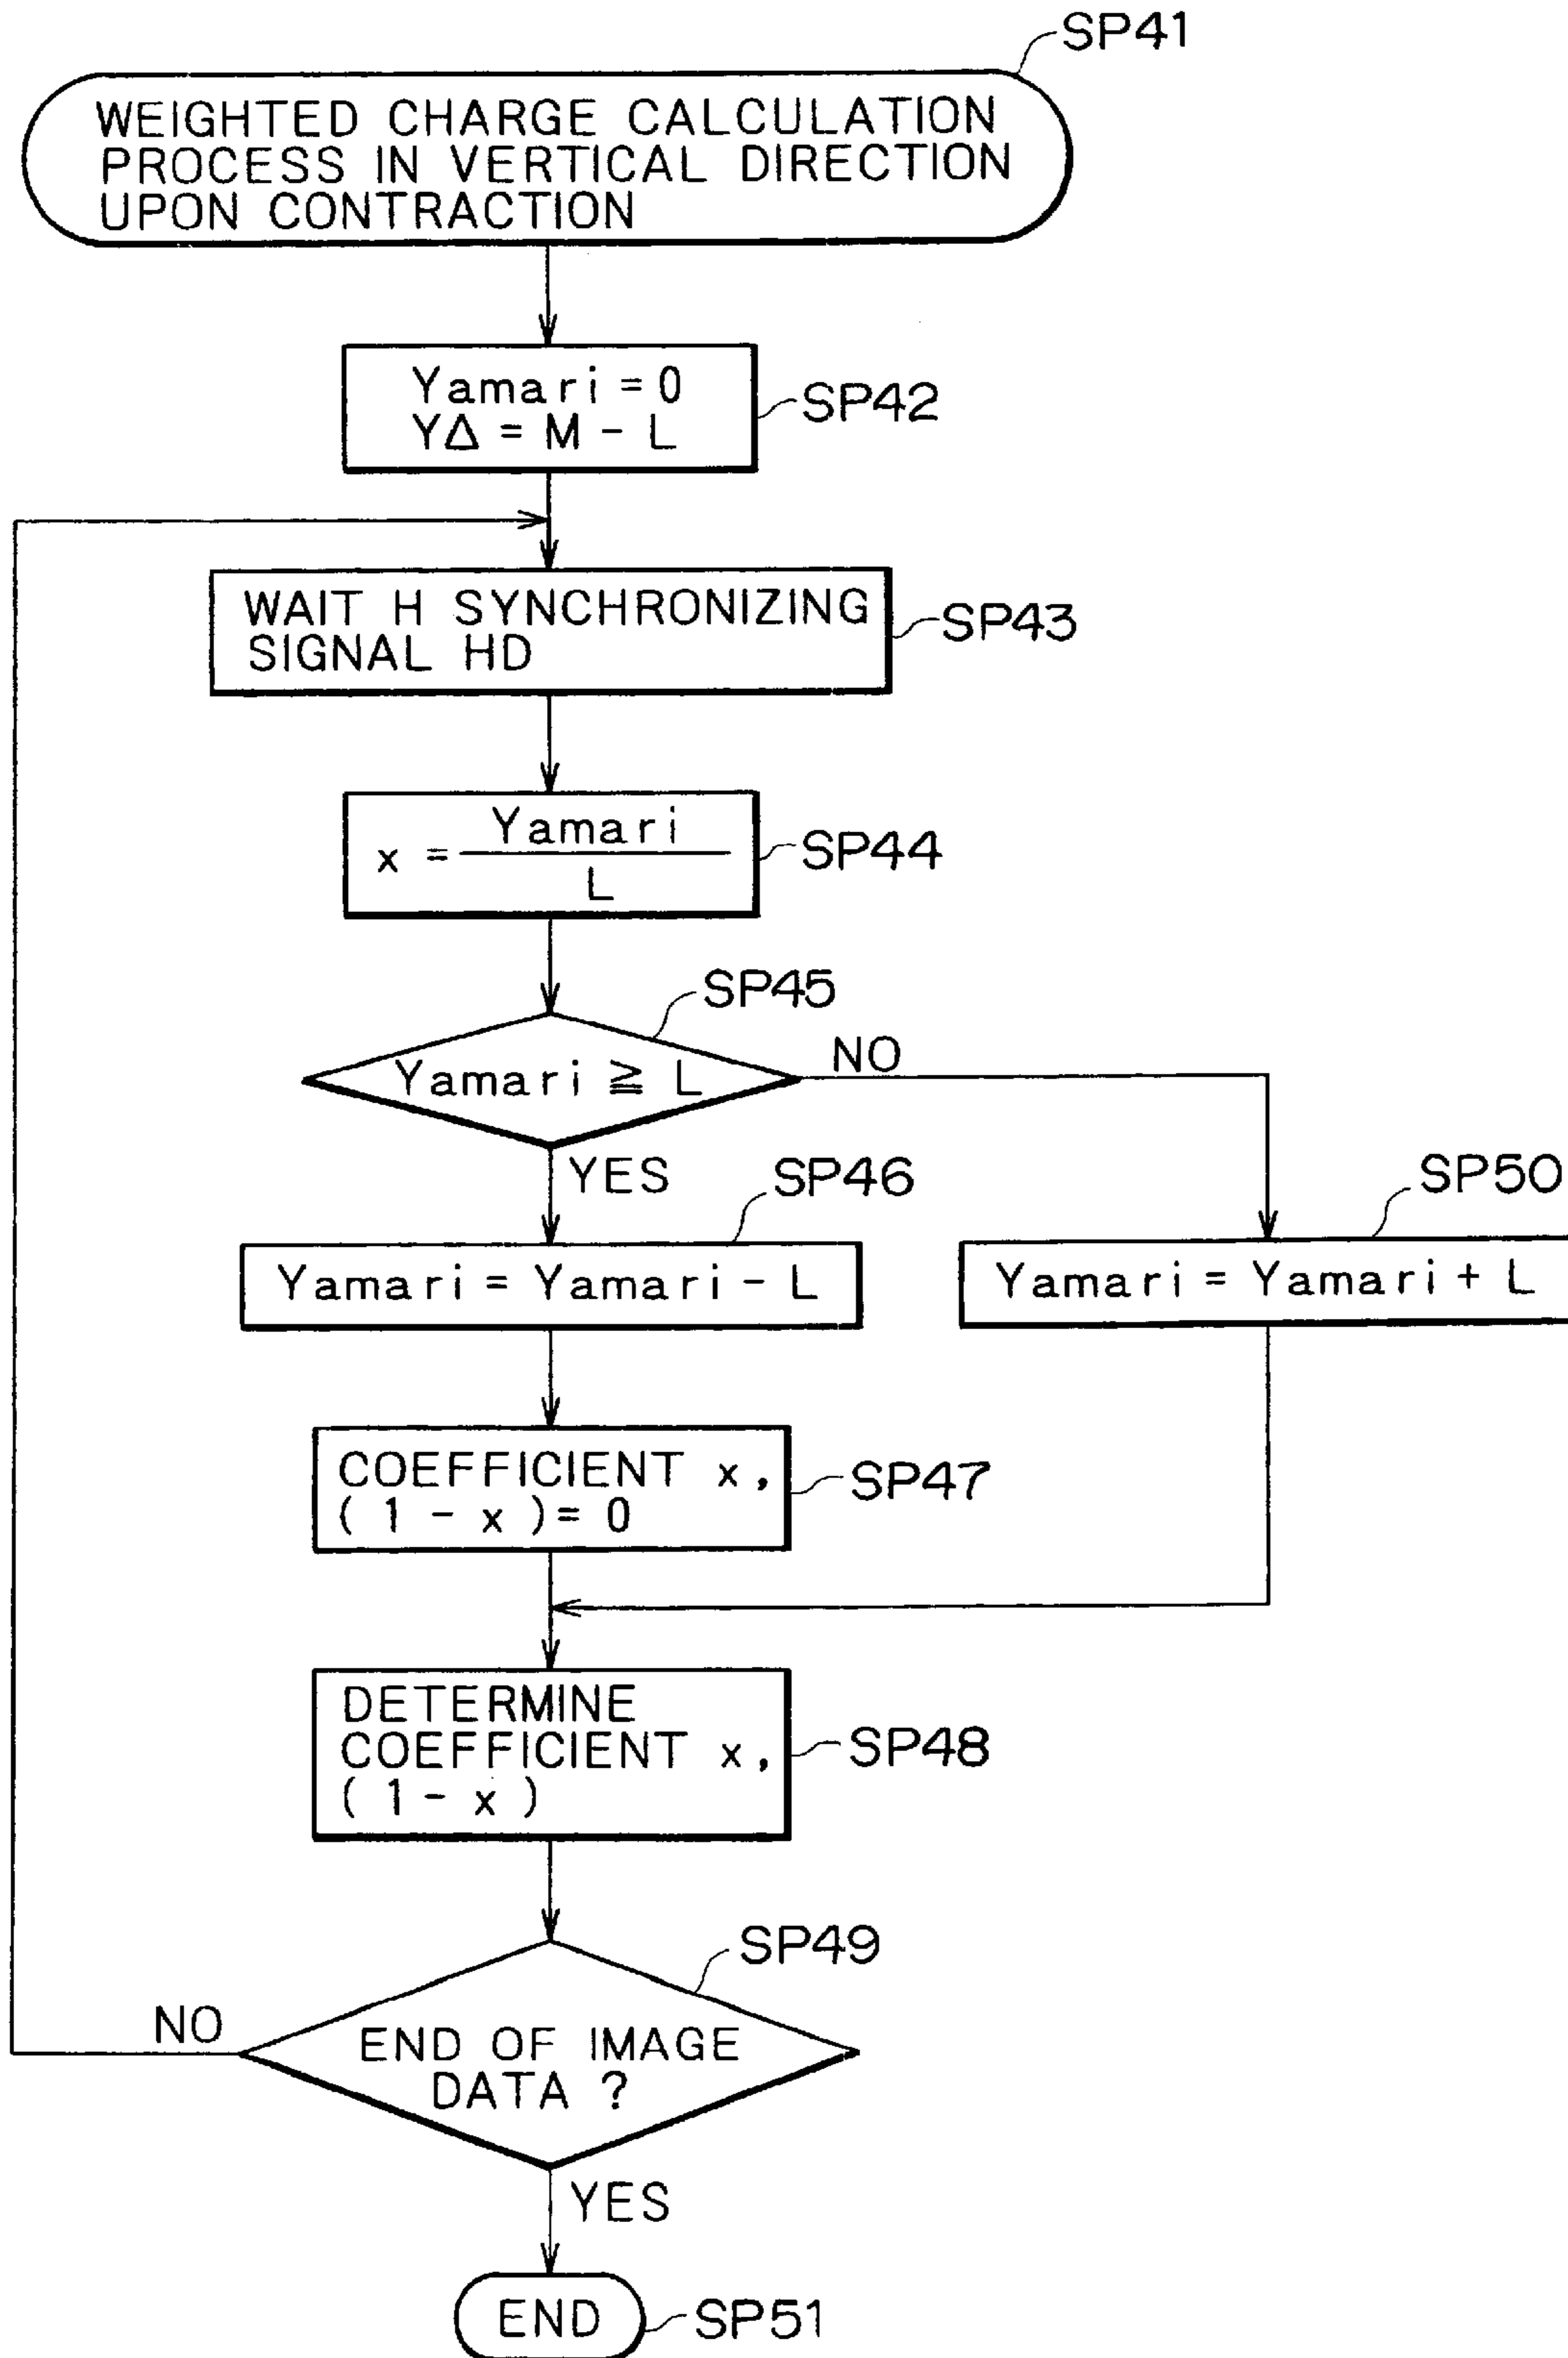 SP41
WEIGHTED CHARGE CALCULATION
PROCESS IN VERTICAL DIRECTION
UPON CONTRACTION
Yamari = 0
YΔ = M - L
SP42
WAIT H SYNCHRONIZING
SIGNAL HD
SP43
x = Yamari / L
SP44
SP45
Yamari ≧ L
NO
YES
SP46
SP50
Yamari = Yamari - L
Yamari = Yamari + L
COEFFICIENT x,
( 1 - x ) = 0
SP47
DETERMINE
COEFFICIENT x,
( 1 - x )
SP48
SP49
NO
END OF IMAGE
DATA ?
YES
END
SP51